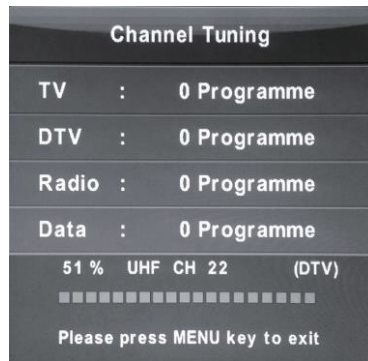 Channel Tuning
TV : 0 Programme
DTV : 0 Programme
Radio : 0 Programme
Data : 0 Programme
51 % UHF CH 22 (DTV)
Please press MENU key to exit